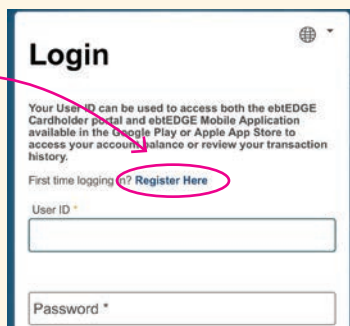 Login
Your User ID can be used to access both the ebtEDGE
Cardholder portal and ebtEDGE Mobile Application
available in the Google Play or Apple App Store to
access your account balance or review your transaction
history.
First time logging in? Register Here
User ID *
Password *